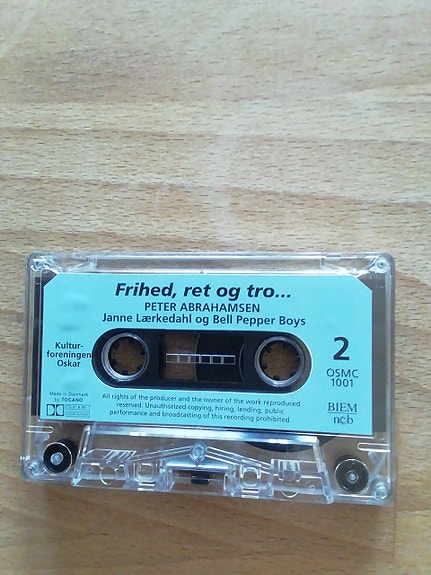 Frihed, ret og tro...
PETER ABRAHAMSEN
Janne Lærkedahl og Bell Pepper Boys
Kultur-
foreningen
Oskar
2
OSMC
1001
Made in Denmark
by TOCANO
All rights of the producer and the owner of the work reproduced
reserved. Unauthorized copying, hiring, lending, public
performance and broadcasting of this recording prohibited.
BIEM
ncb